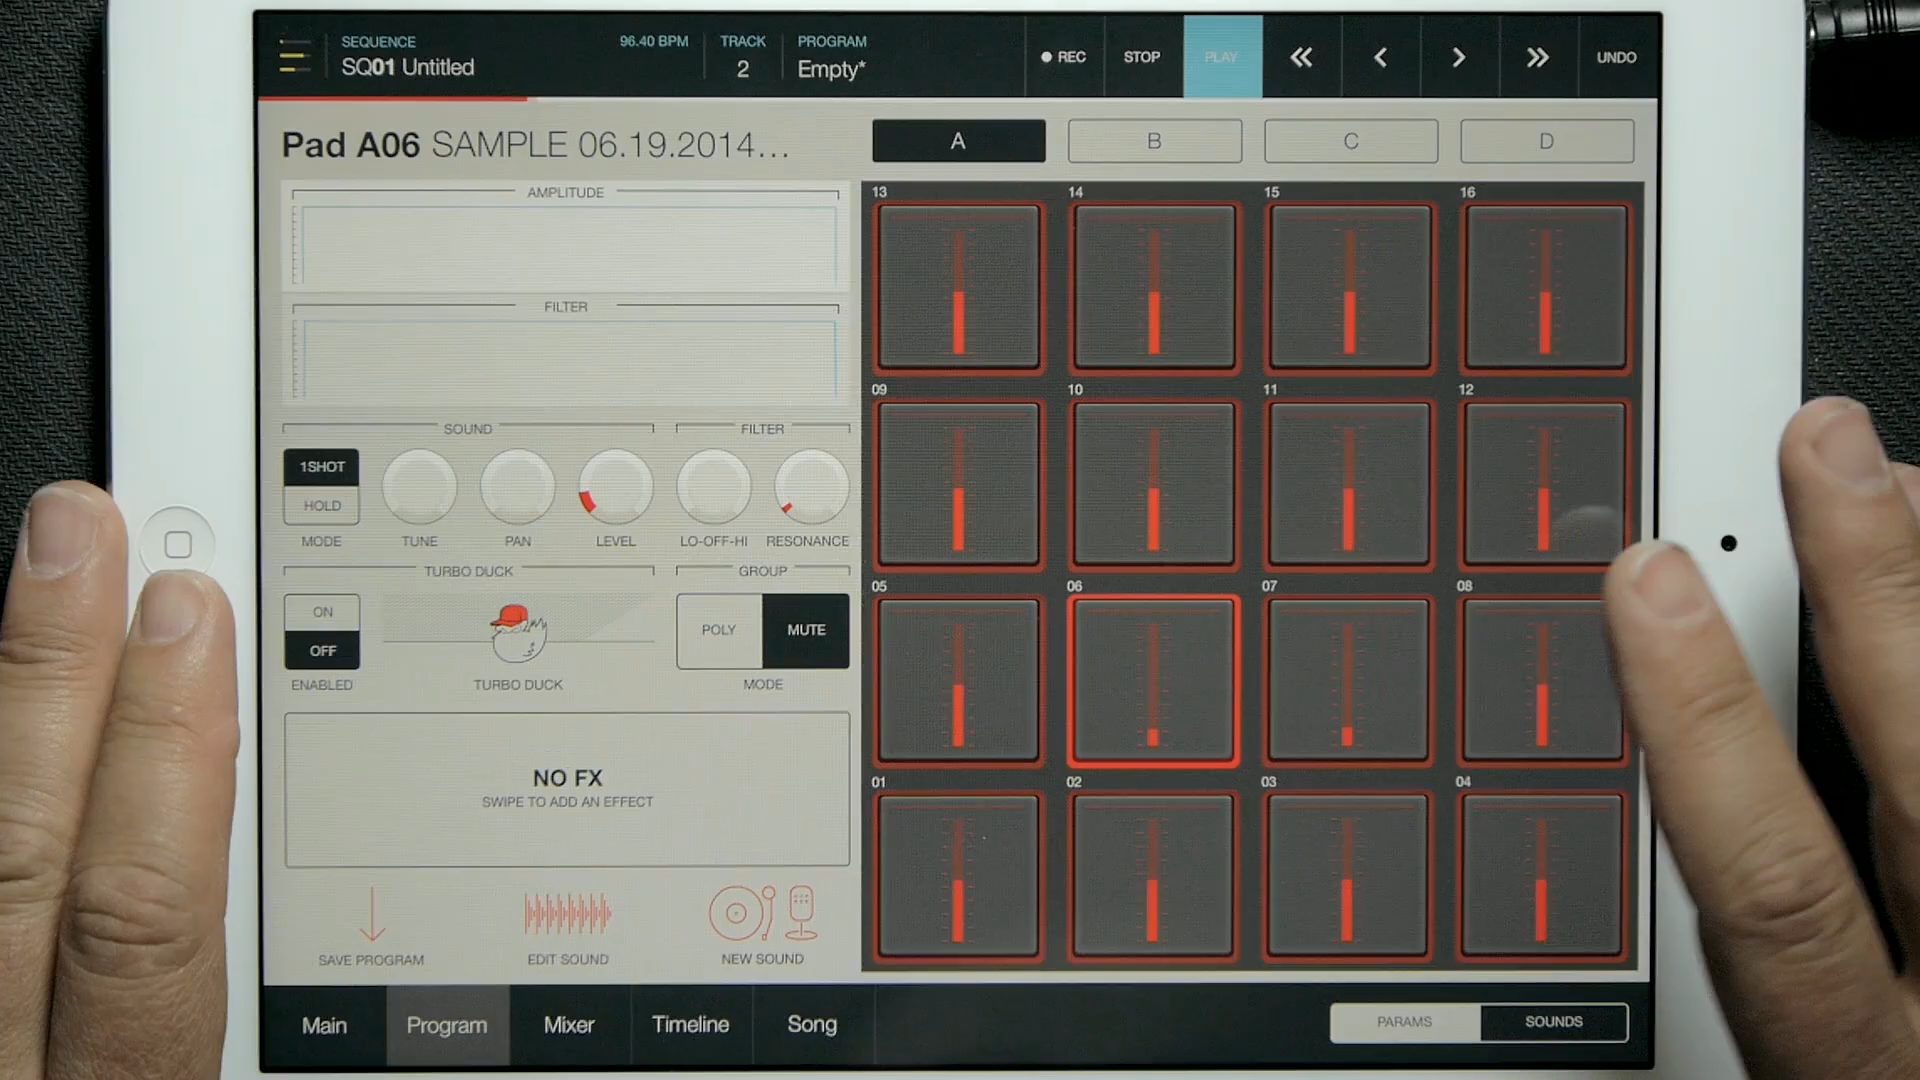 SEQUENCE
SQ01 Untitled
96.40 BPM
TRACK
2
PROGRAM
Empty*
REC
STOP
PLAY
UNDO
Pad A06 SAMPLE 06.19.2014...
A
B
C
D
AMPLITUDE
FILTER
SOUND
FILTER
1SHOT
HOLD
MODE
TUNE
PAN
LEVEL
LO-OFF-HI
RESONANCE
TURBO DUCK
GROUP
ON
OFF
ENABLED
TURBO DUCK
POLY
MUTE
MODE
NO FX
SWIPE TO ADD AN EFFECT
SAVE PROGRAM
EDIT SOUND
NEW SOUND
13
14
15
16
09
10
11
12
05
06
07
08
01
02
03
04
Main
Program
Mixer
Timeline
Song
PARAMS
SOUNDS